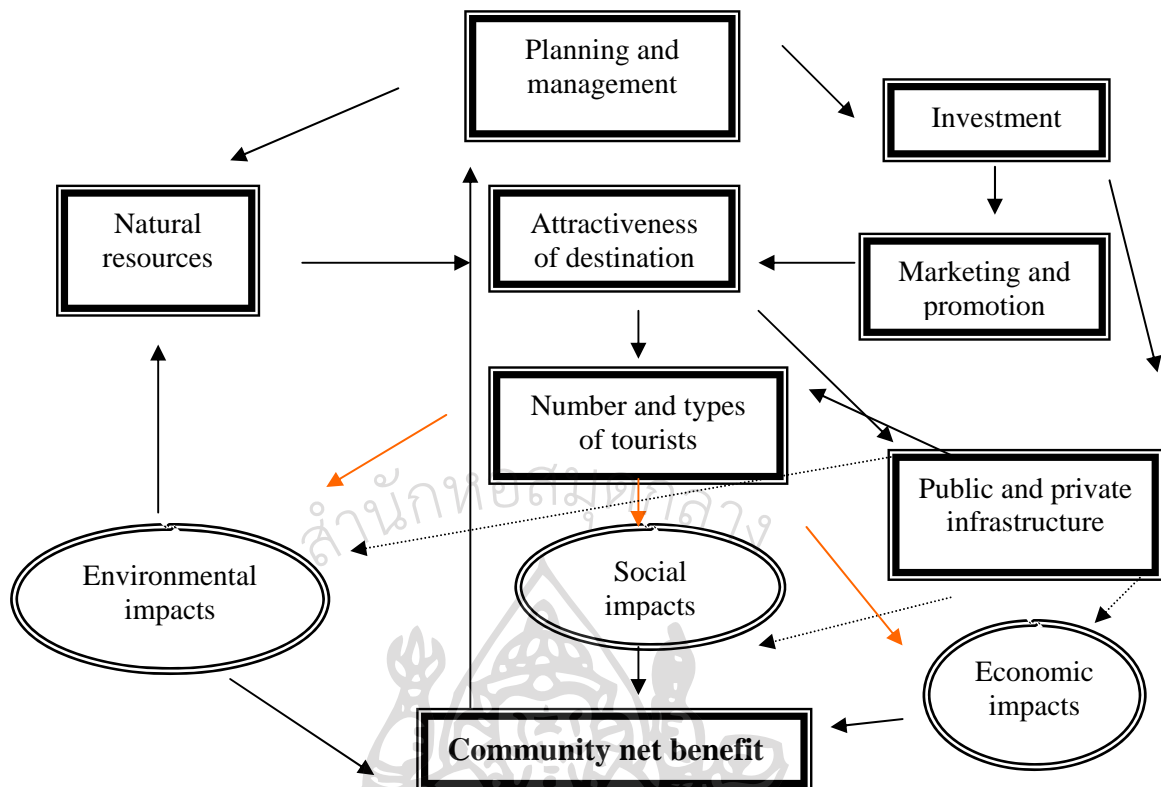 Planning and
management
Investment
Natural
resources
Attractiveness
of destination
Marketing and
promotion
Number and types
of tourists
Public and private
infrastructure
สำนักหอสมุดกลาง
Environmental
impacts
Social
impacts
Economic
impacts
Community net benefit